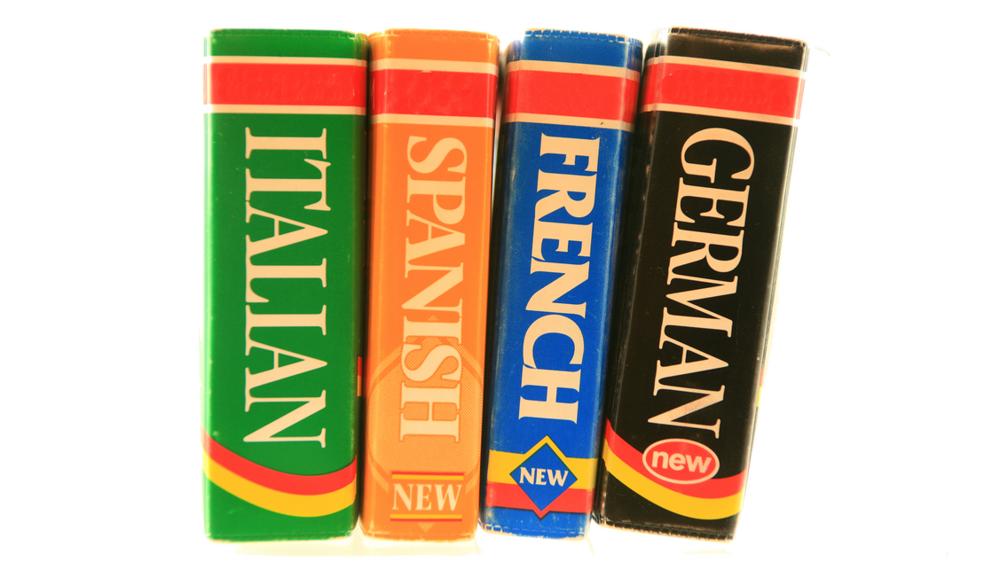 ITALIAN
SPANISH
NEW
FRENCH
NEW
GERMAN
new